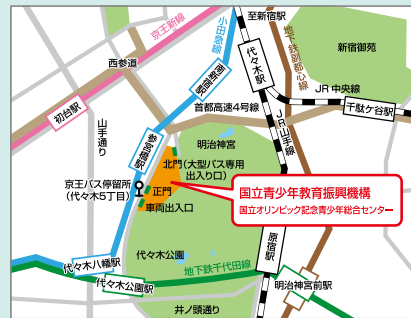 至新宿駅
京王新線
小田急線
地下鉄副都心線
新宿御苑
代々木駅
西参道
南新宿駅
JR中央線
千駄ケ谷駅
初台駅
首都高速4号線
山手通り
参宮橋駅
明治神宮
JR山手線
北門(大型バス専用
出入り口)
京王バス停留所
(代々木5丁目)
正門
車両出入口
国立青少年教育振興機構
国立オリンピック記念青少年総合センター
代々木公園
原宿駅
代々木八幡駅
地下鉄千代田線
代々木公園駅
明治神宮前駅
井ノ頭通り